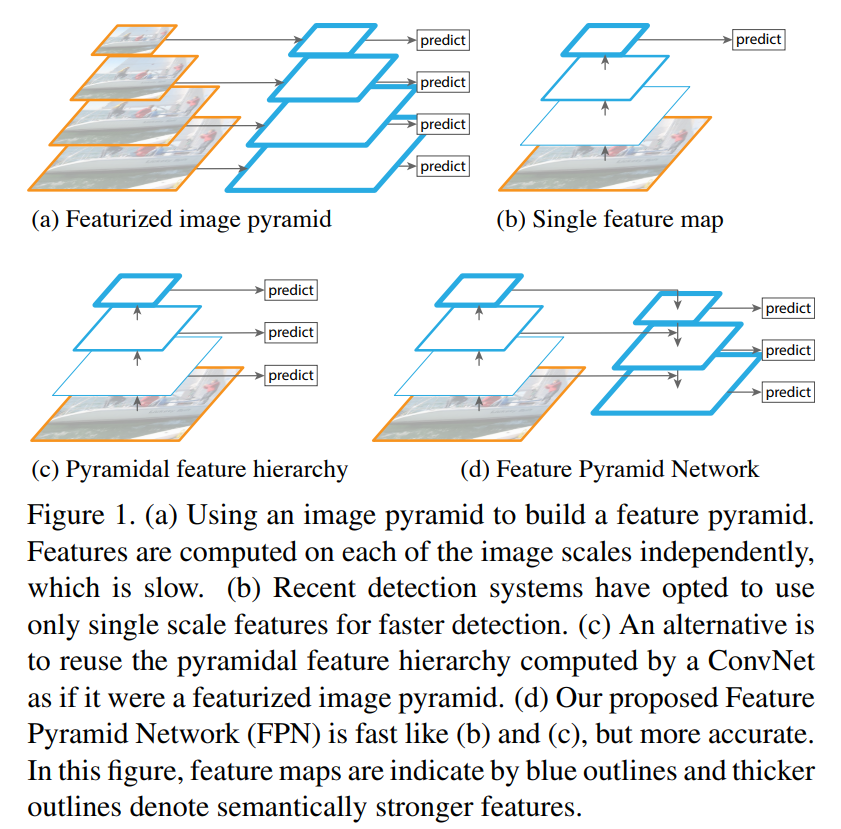 predict
predict
predict
predict
predict
(a) Featurized image pyramid
(b) Single feature map
predict
predict
predict
predict
predict
predict
(c) Pyramidal feature hierarchy
(d) Feature Pyramid Network
Figure 1. (a) Using an image pyramid to build a feature pyramid.
Features are computed on each of the image scales independently,
which is slow. (b) Recent detection systems have opted to use
only single scale features for faster detection. (c) An alternative is
to reuse the pyramidal feature hierarchy computed by a ConvNet
as if it were a featurized image pyramid. (d) Our proposed Feature
Pyramid Network (FPN) is fast like (b) and (c), but more accurate.
In this figure, feature maps are indicate by blue outlines and thicker
outlines denote semantically stronger features.